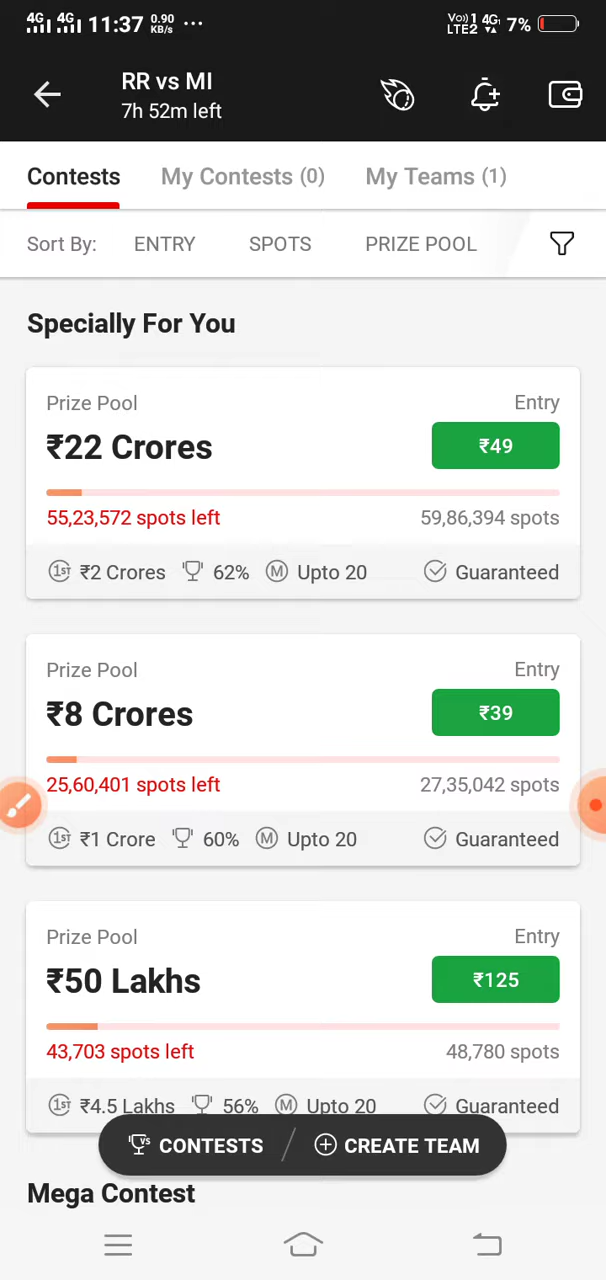 4G 4G 11:37 0.90 KB/s ... Vo) 1 4G LTE2 7%
RR vs MI
7h 52m left
Contests My Contests (0) My Teams (1)
Sort By: ENTRY SPOTS PRIZE POOL
Specially For You
Prize Pool Entry
₹22 Crores ₹49
55,23,572 spots left 59,86,394 spots
1ST ₹2 Crores 62% M Upto 20 Guaranteed
Prize Pool Entry
₹8 Crores ₹39
25,60,401 spots left 27,35,042 spots
1ST ₹1 Crore 60% M Upto 20 Guaranteed
Prize Pool Entry
₹50 Lakhs ₹125
43,703 spots left 48,780 spots
1ST ₹4.5 Lakhs 56% M Upto 20 Guaranteed
VS CONTESTS CREATE TEAM
Mega Contest